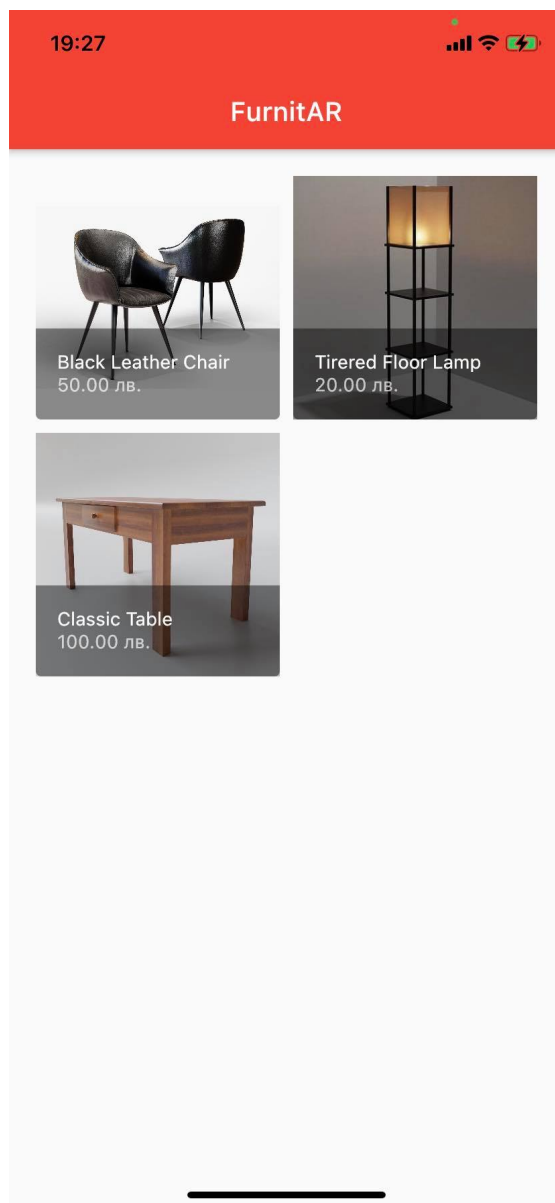 19:27
FurnitAR
Black Leather Chair
50.00 лв.
Tirered Floor Lamp
20.00 лв.
Classic Table
100.00 лв.